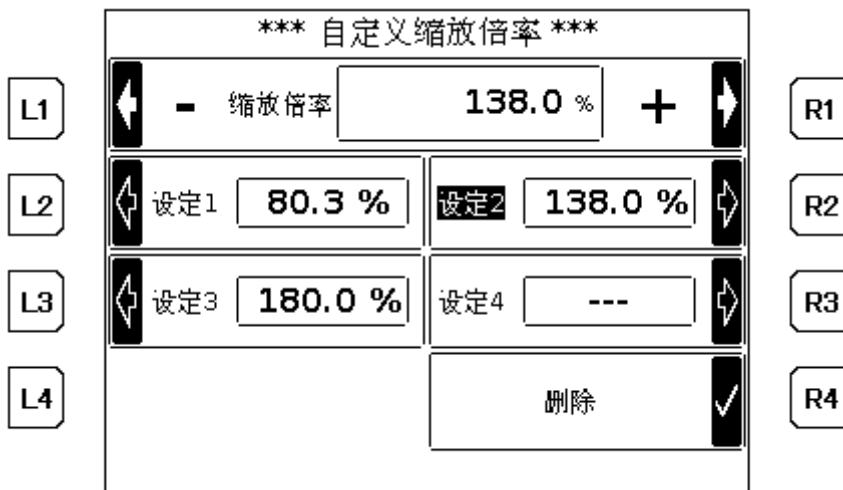 *** 自定义缩放倍率 ***
L1 - 缩放倍率 138.0 % + R1
L2 设定1 80.3 % 设定2 138.0 % R2
L3 设定3 180.0 % 设定4 --- R3
L4 删除 R4